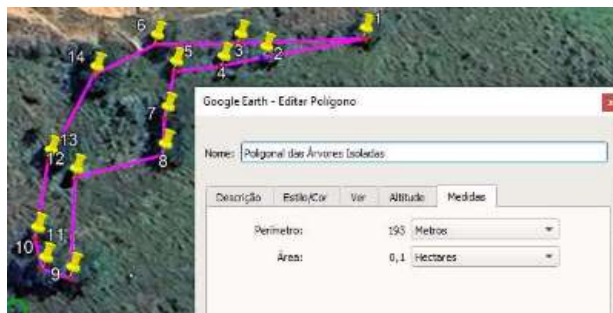 1
6
3
2
5
14
4
Google Earth - Editar Polígono
7
Nome: Poligonal das Árvores Isoladas
13
12
8
Descrição Estilo/Cor Ver Altitude Medidas
Perímetro: 193 Metros
11
Área: 0,1 Hectares
10
9